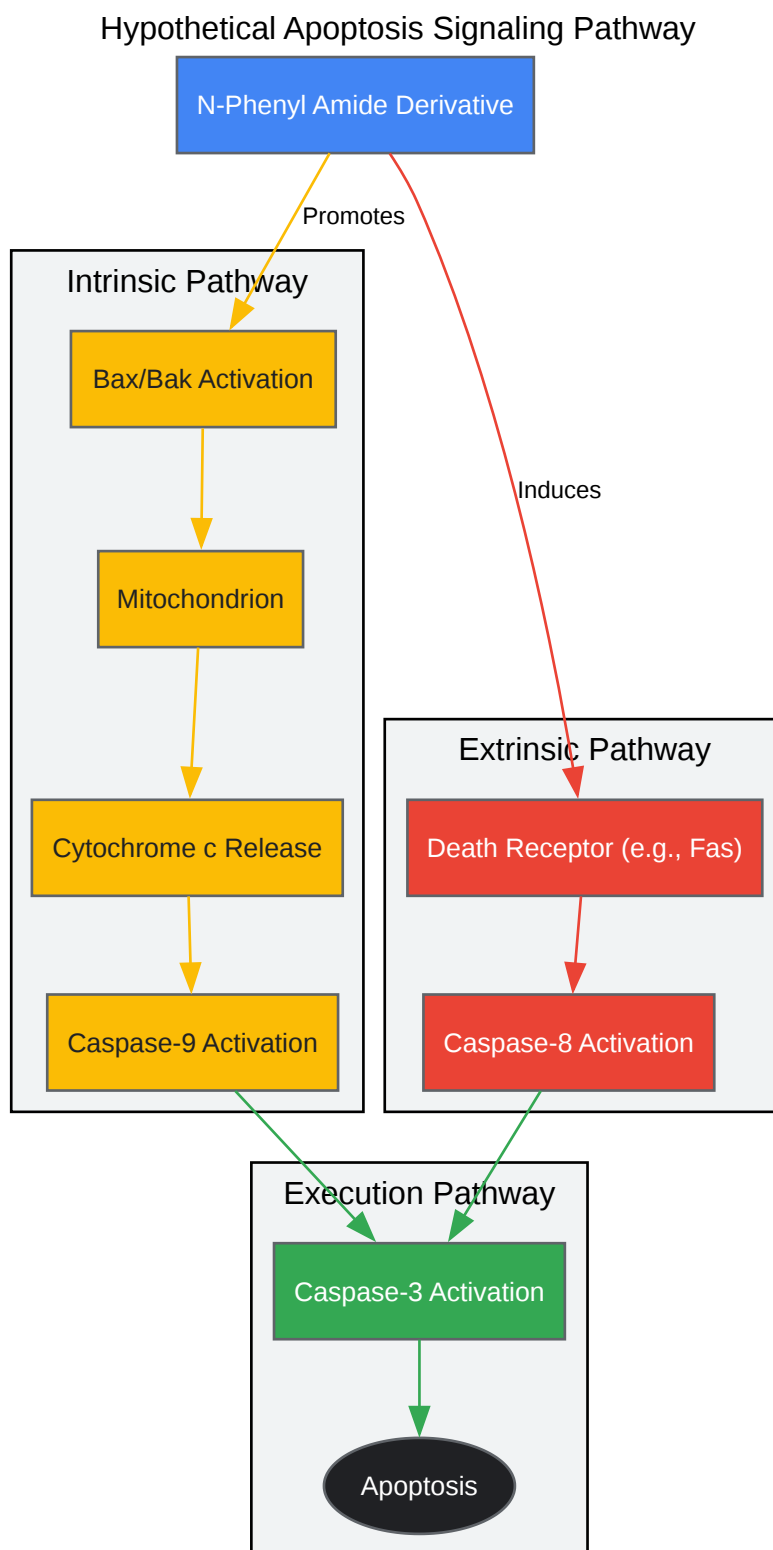 Hypothetical Apoptosis Signaling Pathway
N-Phenyl Amide Derivative
Promotes
Intrinsic Pathway
Bax/Bak Activation
Induces
Mitochondrion
Extrinsic Pathway
Cytochrome c Release
Death Receptor (e.g., Fas)
Caspase-9 Activation
Caspase-8 Activation
Execution Pathway
Caspase-3 Activation
Apoptosis